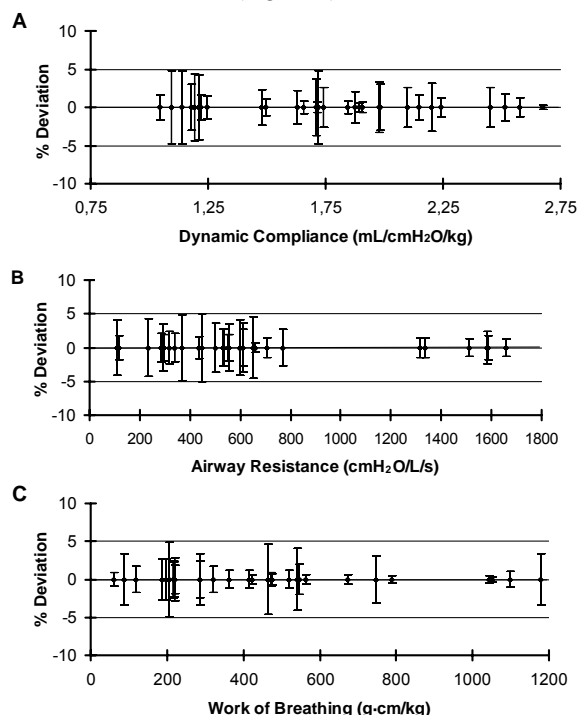 A
10
5
0
-5
-10
% Deviation
0,75 1,25 1,75 2,25 2,75
Dynamic Compliance (mL/cmH₂O/kg)
B
10
5
0
-5
-10
% Deviation
0 200 400 600 800 1000 1200 1400 1600 1800
Airway Resistance (cmH₂O/L/s)
C
10
5
0
-5
-10
% Deviation
0 200 400 600 800 1000 1200
Work of Breathing (g·cm/kg)